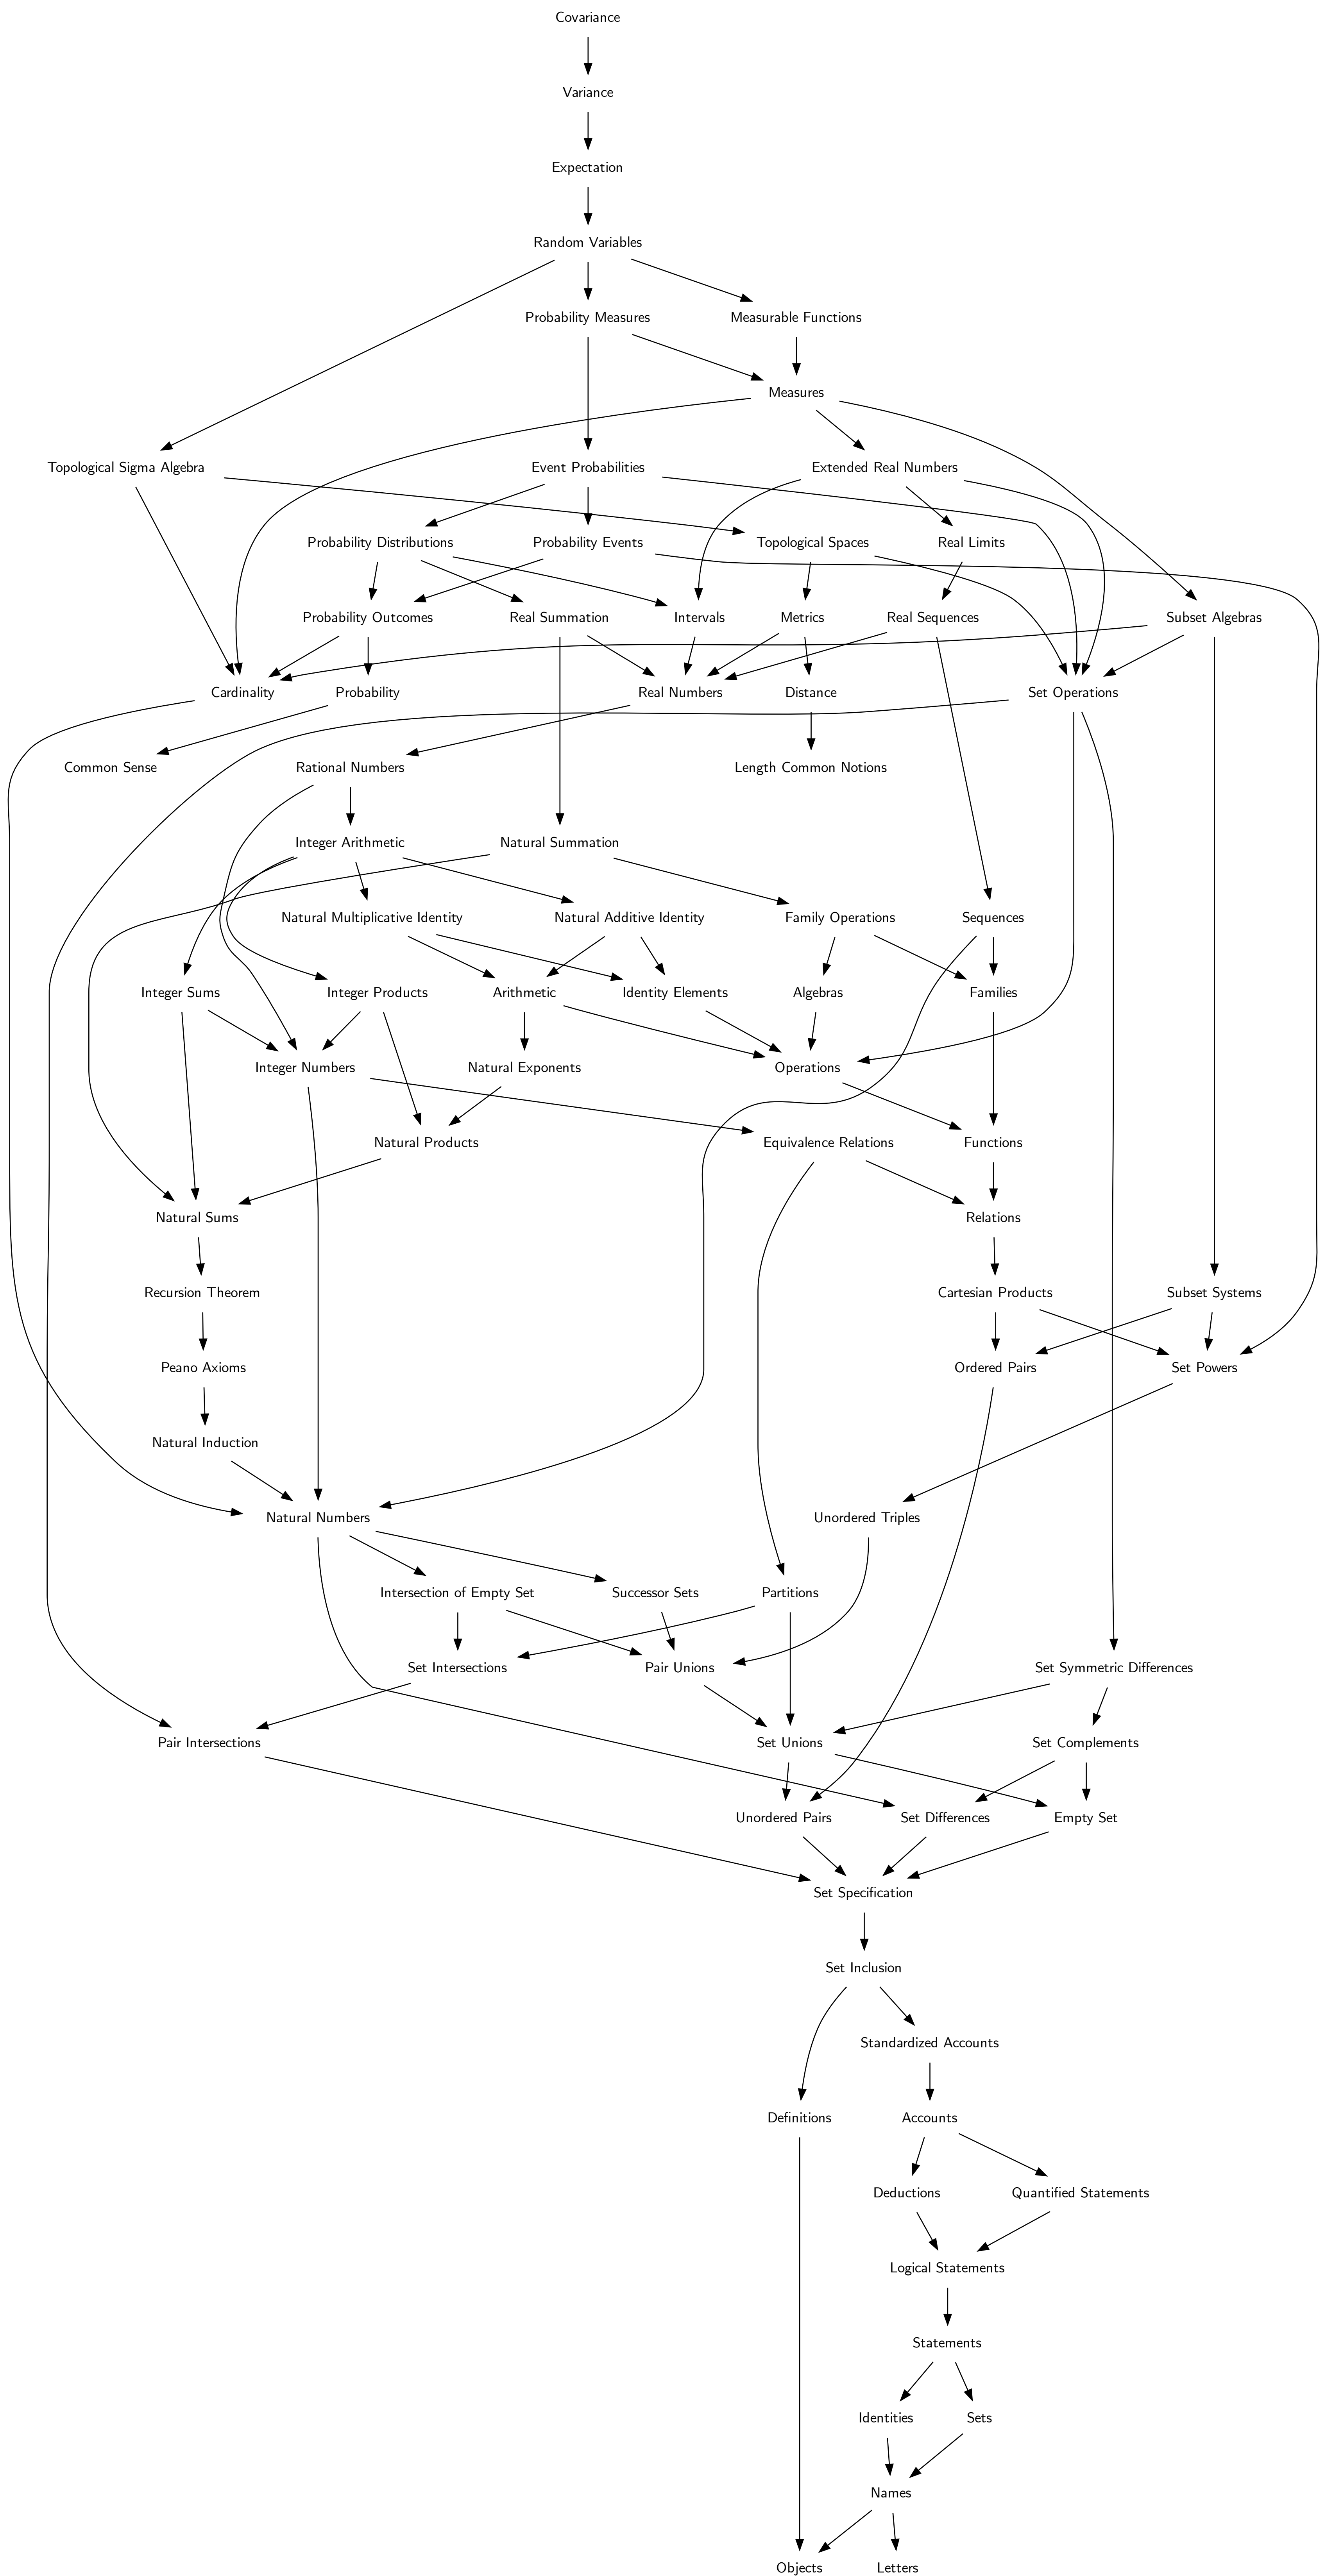 Covariance
Variance
Expectation
Random Variables
Probability Measures
Measurable Functions
Measures
Topological Sigma Algebra
Event Probabilities
Extended Real Numbers
Probability Distributions
Probability Events
Topological Spaces
Real Limits
Probability Outcomes
Real Summation
Intervals
Metrics
Real Sequences
Subset Algebras
Cardinality
Probability
Real Numbers
Distance
Set Operations
Common Sense
Rational Numbers
Length Common Notions
Integer Arithmetic
Natural Summation
Natural Multiplicative Identity
Natural Additive Identity
Family Operations
Sequences
Integer Sums
Integer Products
Arithmetic
Identity Elements
Algebras
Families
Integer Numbers
Natural Exponents
Operations
Natural Products
Equivalence Relations
Functions
Natural Sums
Relations
Recursion Theorem
Cartesian Products
Subset Systems
Peano Axioms
Ordered Pairs
Set Powers
Natural Induction
Natural Numbers
Unordered Triples
Intersection of Empty Set
Successor Sets
Partitions
Set Intersections
Pair Unions
Set Symmetric Differences
Pair Intersections
Set Unions
Set Complements
Unordered Pairs
Set Differences
Empty Set
Set Specification
Set Inclusion
Standardized Accounts
Definitions
Accounts
Deductions
Quantified Statements
Logical Statements
Statements
Identities
Sets
Names
Objects
Letters